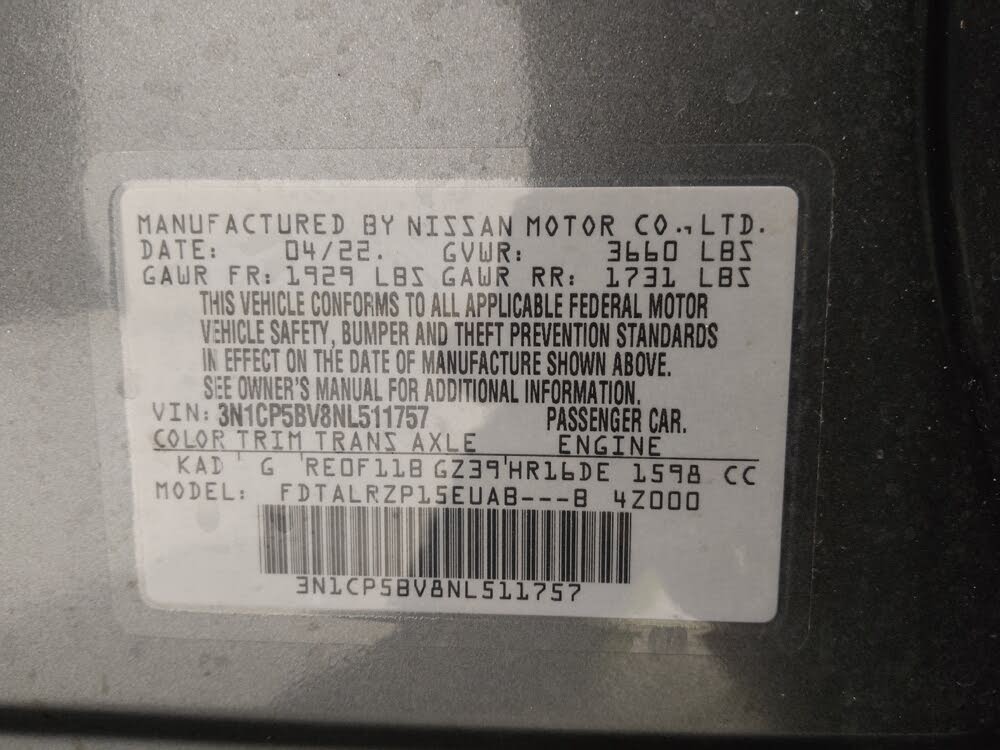 MANUFACTURED BY NISSAN MOTOR CO., LTD.
DATE: 04/22. GVWR: 3660 LBS
GAWR FR: 1929 LBS GAWR RR: 1731 LBS
THIS VEHICLE CONFORMS TO ALL APPLICABLE FEDERAL MOTOR
VEHICLE SAFETY, BUMPER AND THEFT PREVENTION STANDARDS
IN EFFECT ON THE DATE OF MANUFACTURE SHOWN ABOVE.
SEE OWNER'S MANUAL FOR ADDITIONAL INFORMATION.
VIN: 3N1CP5BV8NL511757 PASSENGER CAR.
COLOR TRIM TRANS AXLE ENGINE
KAD G RE0F11B GZ39 HR16DE 1598 CC
MODEL: FDTALRZP15EUAB---B 4Z000
3N1CP5BV8NL511757